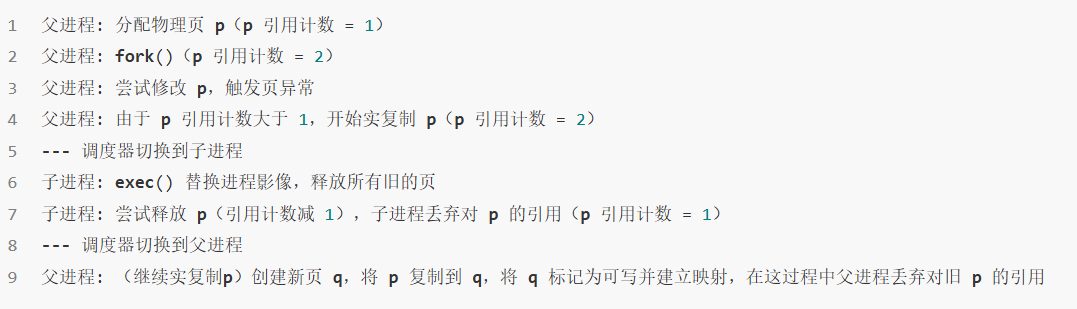 1 父进程: 分配物理页 p（p 引用计数 = 1）
2 父进程: fork()（p 引用计数 = 2）
3 父进程: 尝试修改 p，触发页异常
4 父进程: 由于 p 引用计数大于 1，开始实复制 p（p 引用计数 = 2）
5 --- 调度器切换到子进程
6 子进程: exec() 替换进程影像，释放所有旧的页
7 子进程: 尝试释放 p（引用计数减 1），子进程丢弃对 p 的引用（p 引用计数 = 1）
8 --- 调度器切换到父进程
9 父进程: （继续实复制p）创建新页 q，将 p 复制到 q，将 q 标记为可写并建立映射，在这过程中父进程丢弃对旧 p 的引用